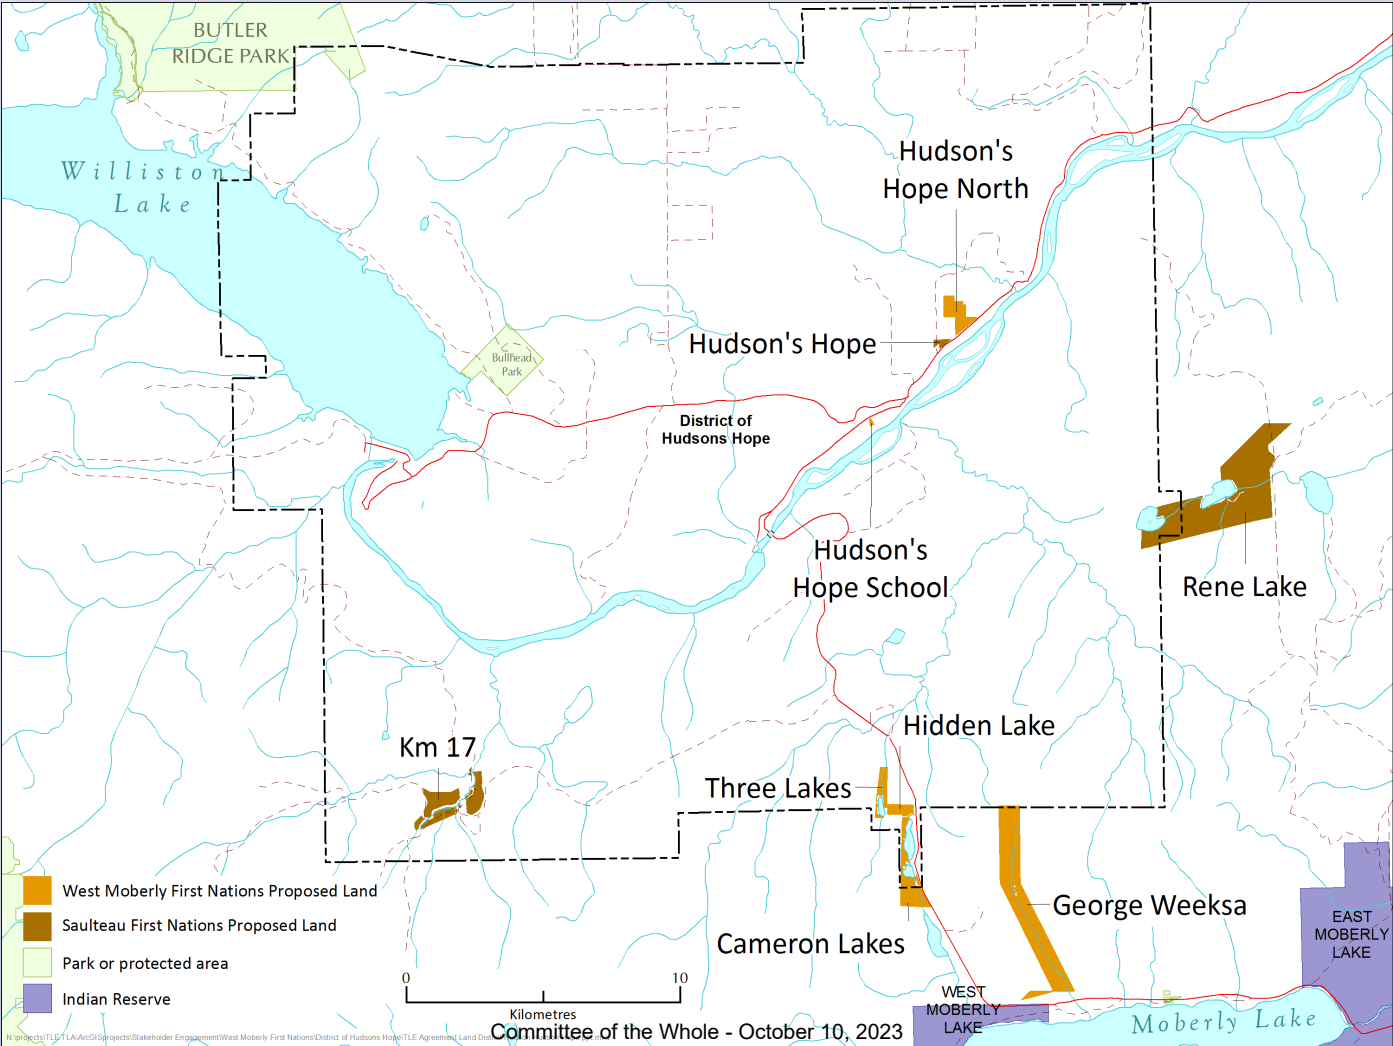 BUTLER
RIDGE PARK
Williston
Lake
Hudson's
Hope North
Hudson's Hope
Bullhead
Park
District of
Hudsons Hope
Hudson's
Hope School
Rene Lake
Hidden Lake
Km 17
Three Lakes
West Moberly First Nations Proposed Land
Saulteau First Nations Proposed Land
Park or protected area
Indian Reserve
George Weeksa
Cameron Lakes
EAST
MOBERLY
LAKE
0 10
Kilometres
WEST
MOBERLY
LAKE
Moberly Lake
Committee of the Whole - October 10, 2023